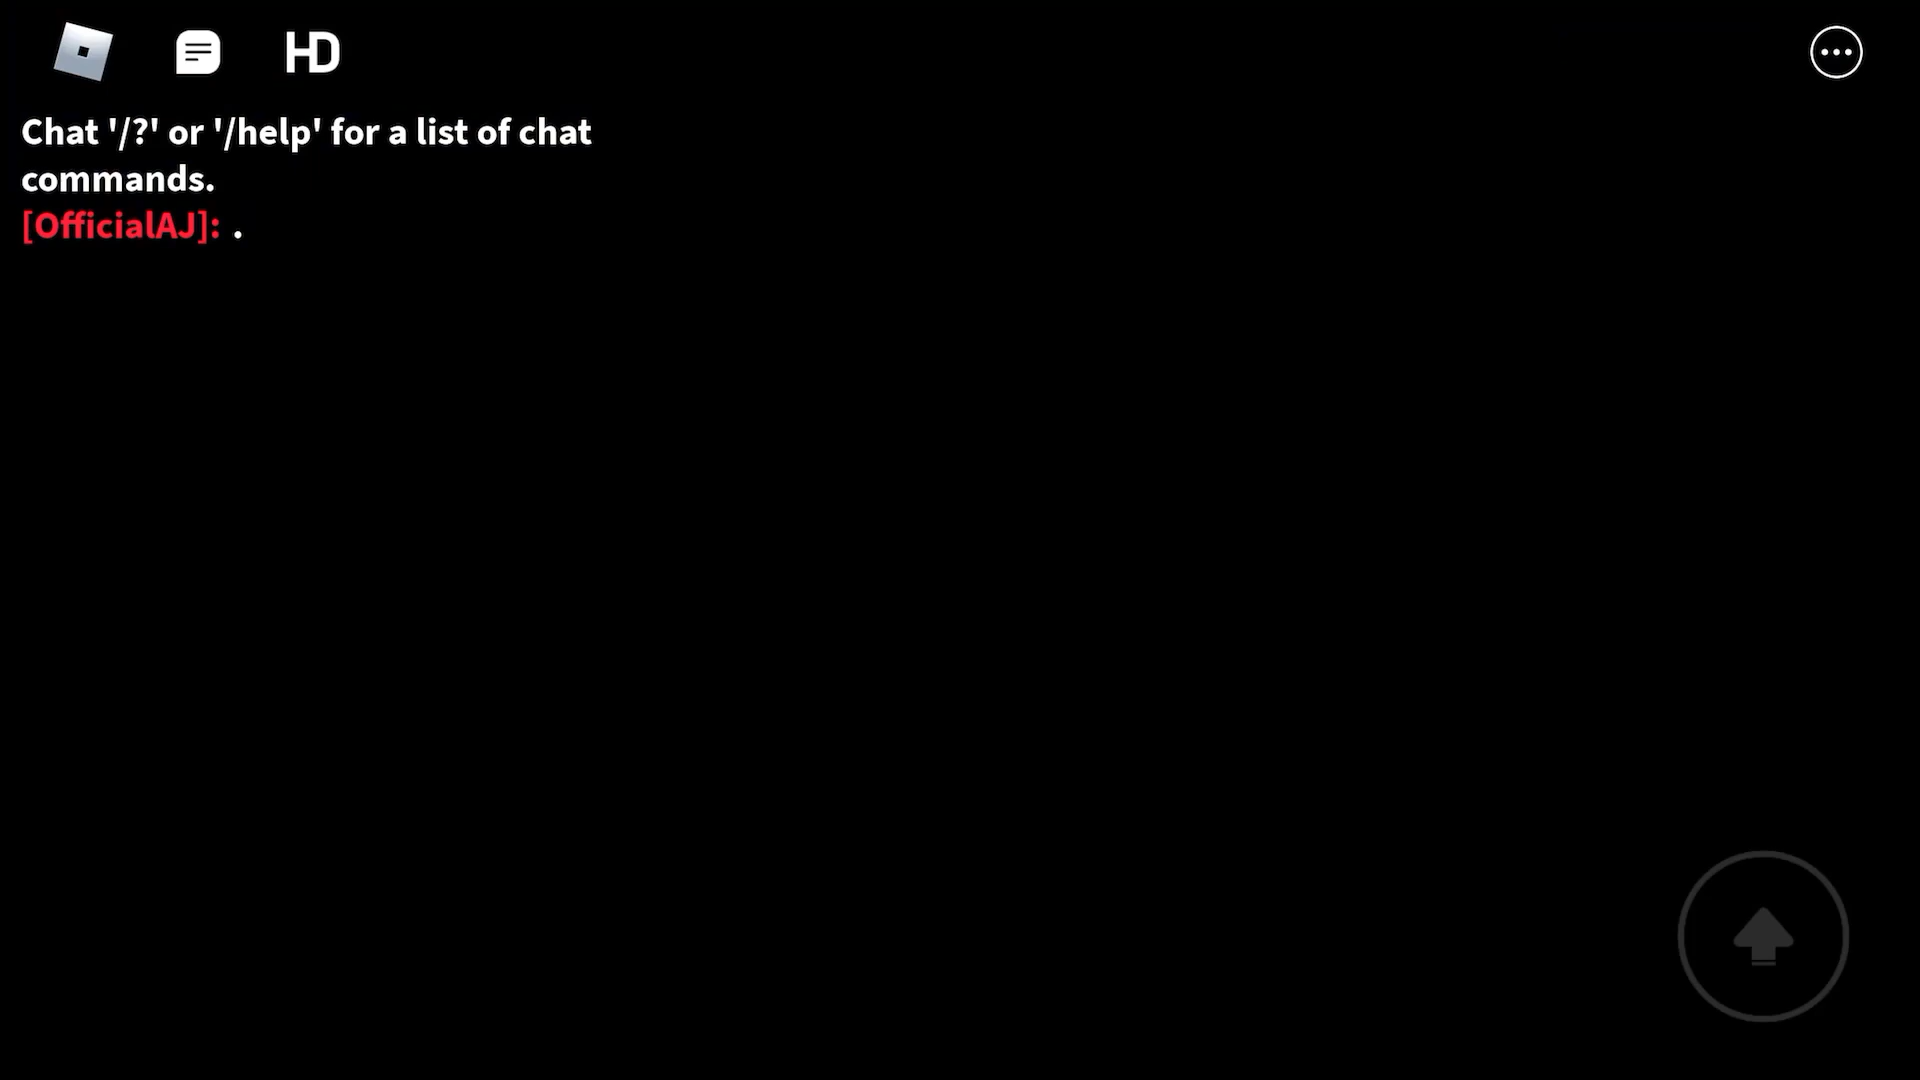 HD
Chat '/?' or '/help' for a list of chat
commands.
[OfficialAJ]: .